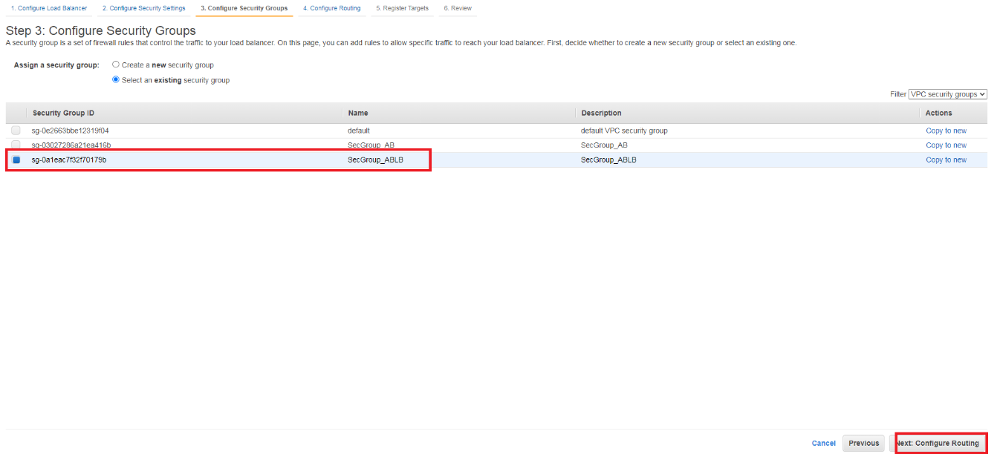 1. Configure Load Balancer 2. Configure Security Settings 3. Configure Security Groups 4. Configure Routing 5. Register Targets 6. Review
Step 3: Configure Security Groups
A security group is a set of firewall rules that control the traffic to your load balancer. On this page, you can add rules to allow specific traffic to reach your load balancer. First, decide whether to create a new security group or select an existing one.
Assign a security group: Create a new security group
Select an existing security group
Filter VPC security groups
Security Group ID Name Description Actions
sg-0e2663bbe12319f04 default default VPC security group Copy to new
sg-03027286a21ea416b SecGroup_AB SecGroup_AB Copy to new
sg-0a1eac7f32f70179b SecGroup_ABLB SecGroup_ABLB Copy to new
Cancel Previous Next: Configure Routing